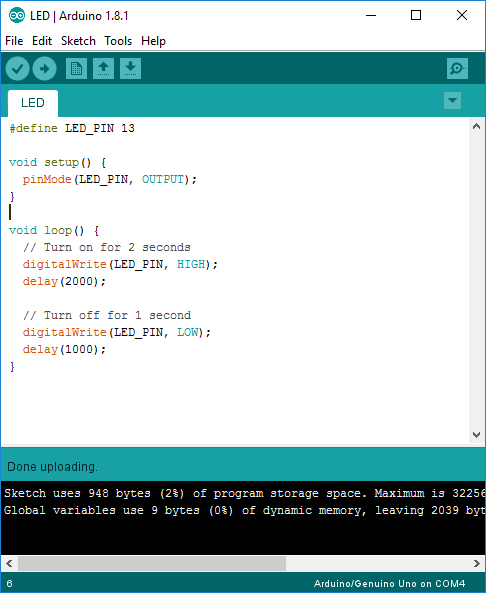 LED | Arduino 1.8.1
File Edit Sketch Tools Help
LED
#define LED_PIN 13
void setup() {
  pinMode(LED_PIN, OUTPUT);
}
void loop() {
  // Turn on for 2 seconds
  digitalWrite(LED_PIN, HIGH);
  delay(2000);
  // Turn off for 1 second
  digitalWrite(LED_PIN, LOW);
  delay(1000);
}
Done uploading.
Sketch uses 948 bytes (2%) of program storage space. Maximum is 32256
Global variables use 9 bytes (0%) of dynamic memory, leaving 2039 byt
6 Arduino/Genuino Uno on COM4